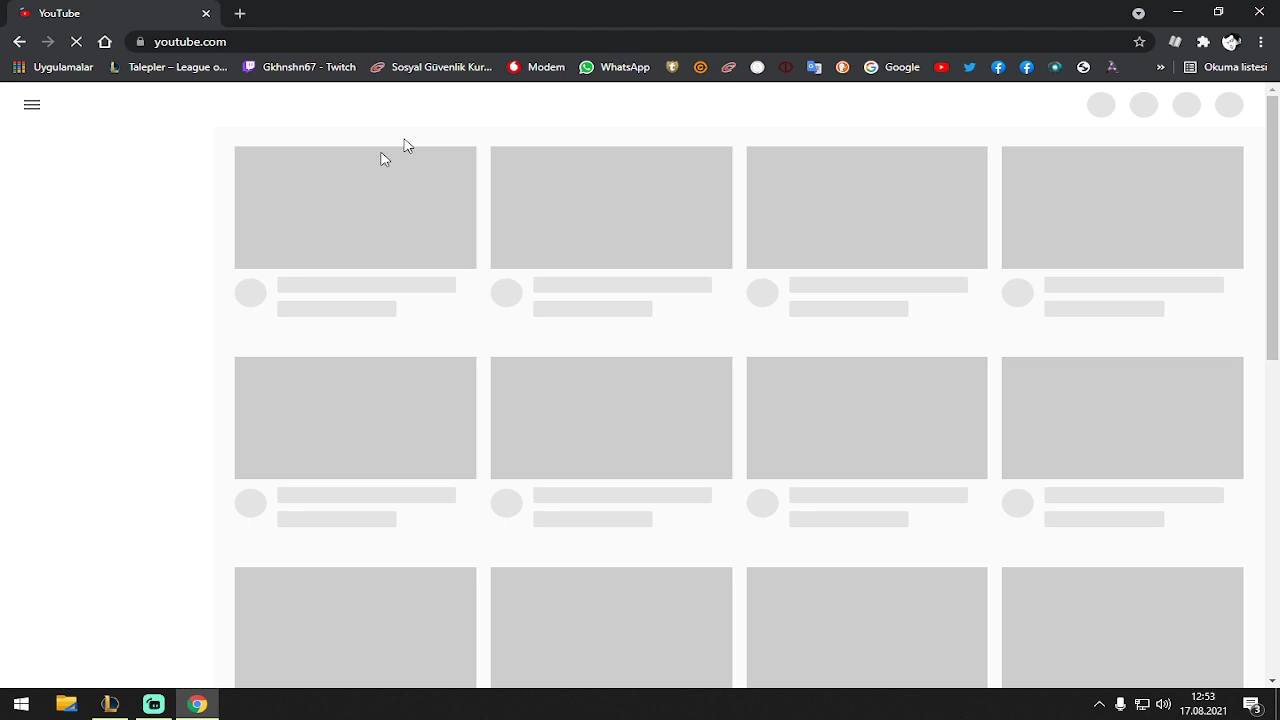 YouTube
youtube.com
Uygulamalar
Talepler – League o...
Gkhnshn67 - Twitch
Sosyal Güvenlik Kur...
Modem
WhatsApp
Google
»
Okuma listesi
12:53
17.08.2021
3